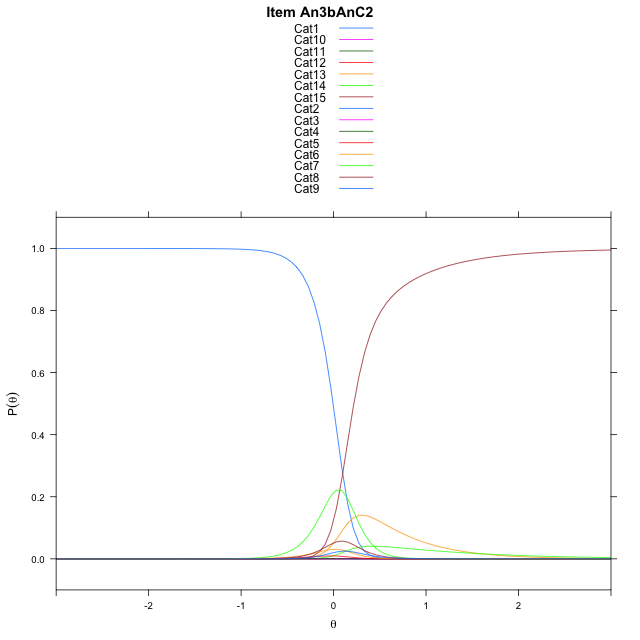 Item An3bAnC2
Cat1
Cat10
Cat11
Cat12
Cat13
Cat14
Cat15
Cat2
Cat3
Cat4
Cat5
Cat6
Cat7
Cat8
Cat9
1.0
0.8
0.6
0.4
0.2
0.0
P(θ)
-2 -1 0 1 2
θ